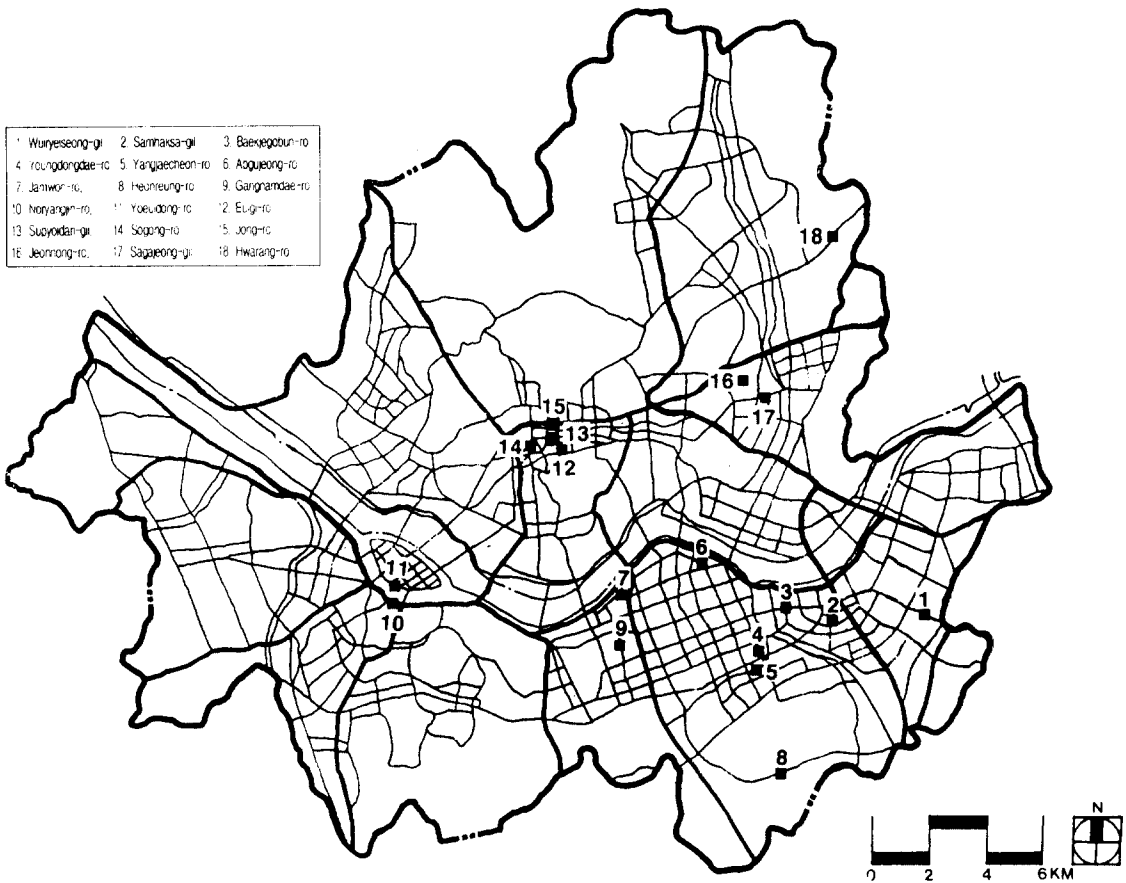 1 Wuiryeseong-gil 2. Samhaksa-gil 3. Baekjegobun-ro
4 Youngdongdae-ro 5. Yangjaecheon-ro 6. Apgujeong-ro
7. Jamwon-ro, 8 Heonreung-ro 9. Gangnamdae-ro
10 Noryangjin-ro, 11 Yoeuidong-ro 12. Eulgi-ro
13 Supyoidan-gil 14 Sogong-ro 15. Jong-ro
16 Jeonnong-ro, 17 Sagajeong-gil 18 Hwarang-ro
18
16
17
15
13
14
12
6
11
7
3
2
1
10
9
4
5
8
N
0 2 4 6 KM